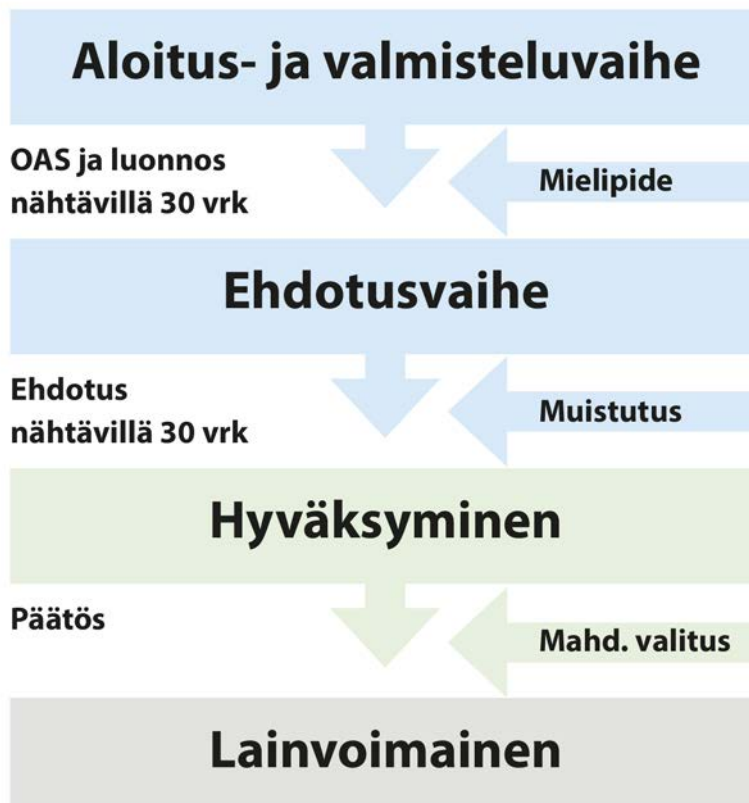 Aloitus- ja valmisteluvaihe
OAS ja luonnos
nähtävillä 30 vrk
Mielipide
Ehdotusvaihe
Ehdotus
nähtävillä 30 vrk
Muistutus
Hyväksyminen
Päätös
Mahd. valitus
Lainvoimainen